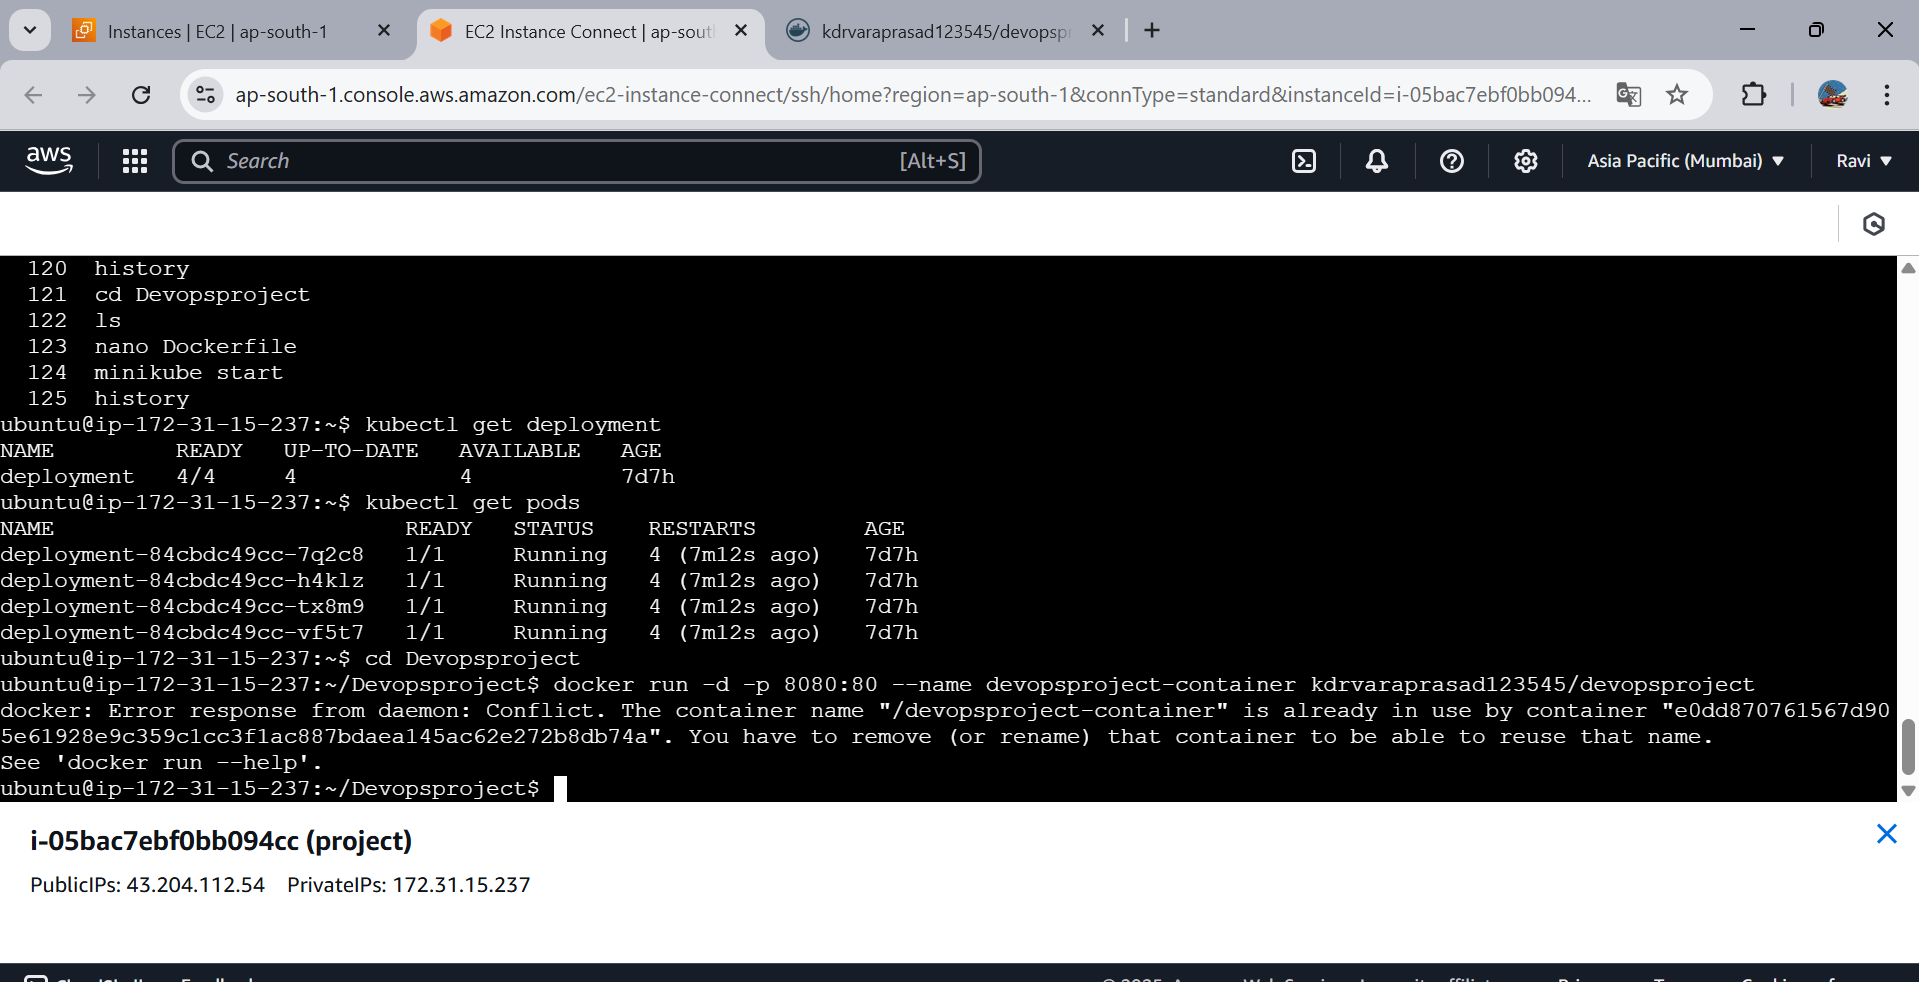 Instances | EC2 | ap-south-1
EC2 Instance Connect | ap-sout
kdrvaraprasad123545/devopsp
ap-south-1.console.aws.amazon.com/ec2-instance-connect/ssh/home?region=ap-south-1&connType=standard&instanceId=i-05bac7ebf0bb094...
aws
Search
[Alt+S]
Asia Pacific (Mumbai)
Ravi
120 history
121 cd Devopsproject
122 ls
123 nano Dockerfile
124 minikube start
125 history
ubuntu@ip-172-31-15-237:~$ kubectl get deployment
NAME READY UP-TO-DATE AVAILABLE AGE
deployment 4/4 4 4 7d7h
ubuntu@ip-172-31-15-237:~$ kubectl get pods
NAME READY STATUS RESTARTS AGE
deployment-84cbdc49cc-7q2c8 1/1 Running 4 (7m12s ago) 7d7h
deployment-84cbdc49cc-h4klz 1/1 Running 4 (7m12s ago) 7d7h
deployment-84cbdc49cc-tx8m9 1/1 Running 4 (7m12s ago) 7d7h
deployment-84cbdc49cc-vf5t7 1/1 Running 4 (7m12s ago) 7d7h
ubuntu@ip-172-31-15-237:~$ cd Devopsproject
ubuntu@ip-172-31-15-237:~/Devopsproject$ docker run -d -p 8080:80 --name devopsproject-container kdrvaraprasad123545/devopsproject
docker: Error response from daemon: Conflict. The container name "/devopsproject-container" is already in use by container "e0dd870761567d90
5e61928e9c359c1cc3f1ac887bdaea145ac62e272b8db74a". You have to remove (or rename) that container to be able to reuse that name.
See 'docker run --help'.
ubuntu@ip-172-31-15-237:~/Devopsproject$
i-05bac7ebf0bb094cc (project)
PublicIPs: 43.204.112.54 PrivateIPs: 172.31.15.237